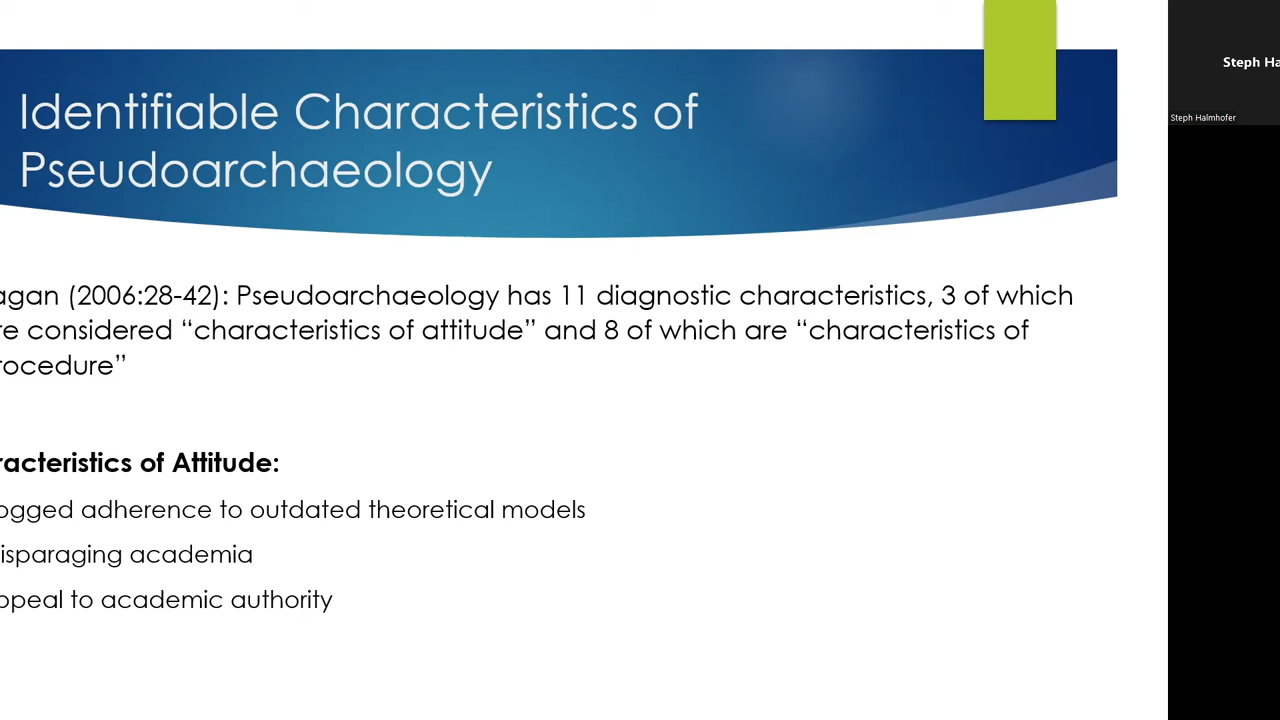 Identifiable Characteristics of
Pseudoarchaeology
agan (2006:28-42): Pseudoarchaeology has 11 diagnostic characteristics, 3 of which
re considered “characteristics of attitude” and 8 of which are “characteristics of
rocedure”
racteristics of Attitude:
ogged adherence to outdated theoretical models
isparaging academia
ppeal to academic authority
Steph Ha
Steph Halmhofer